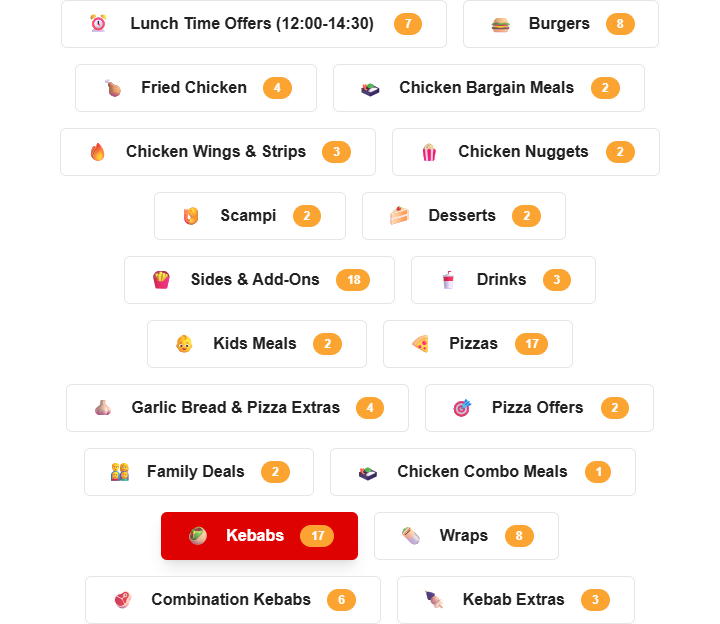 Lunch Time Offers (12:00-14:30) 7 Burgers 8
Fried Chicken 4 Chicken Bargain Meals 2
Chicken Wings & Strips 3 Chicken Nuggets 2
Scampi 2 Desserts 2
Sides & Add-Ons 18 Drinks 3
Kids Meals 2 Pizzas 17
Garlic Bread & Pizza Extras 4 Pizza Offers 2
Family Deals 2 Chicken Combo Meals 1
Kebabs 17 Wraps 8
Combination Kebabs 6 Kebab Extras 3